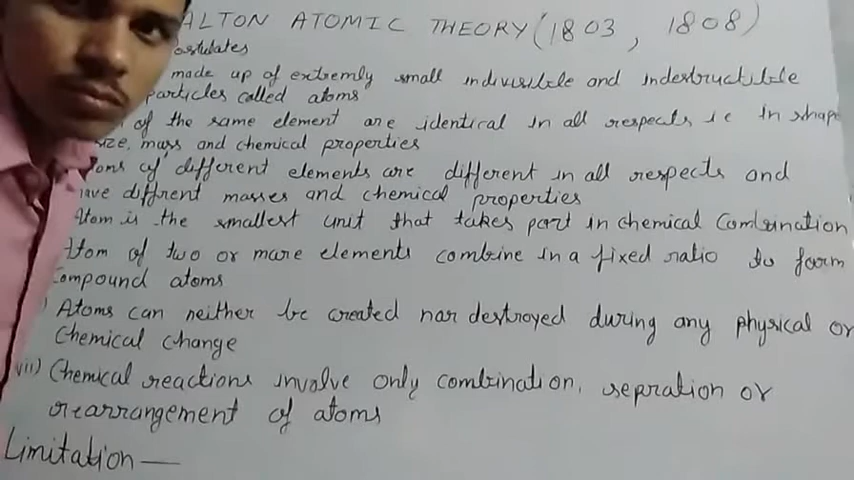 ALTON ATOMIC THEORY (1803, 1808)
ostulates
made up of extremly small indivisible and indestructible
particles called atoms
of the same element are identical in all respects i.e in shape
ize, mass and chemical properties
toms of different elements are different in all respects and
have diffrent masses and chemical properties
Atom is the smallest unit that takes part in chemical combination
Atom of two or more elements combine in a fixed ratio to form
compound atoms
) Atoms can neither be created nor destroyed during any physical or
chemical change
vii) Chemical reactions involve only combination, sepration or
rearrangement of atoms
Limitation —